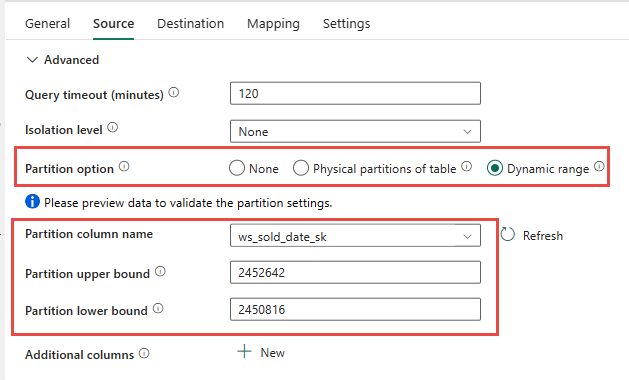 General Source Destination Mapping Settings
Advanced
Query timeout (minutes) 120
Isolation level None
Partition option None Physical partitions of table Dynamic range
Please preview data to validate the partition settings.
Partition column name ws_sold_date_sk Refresh
Partition upper bound 2452642
Partition lower bound 2450816
Additional columns New